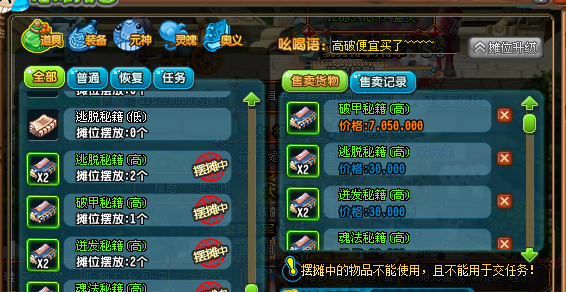 道具 装备 元神 灵魄 奥义
吆喝语: 高破便宜买了~~~~~~
摊位升级
全部 普通 恢复 任务
售卖货物 售卖记录
逃脱秘籍(低)
摊位摆放:0个
逃脱秘籍(高)
摊位摆放:2个
X2
摆摊中
破甲秘籍(高)
摊位摆放:1个
摆摊中
迸发秘籍(高)
摊位摆放:2个
X2
摆摊中
魂法秘籍(高)
破甲秘籍(高)
价格:7,050,000
逃脱秘籍(高)
价格:30,000
X2
迸发秘籍(高)
价格:30,000
X2
魂法秘籍(高)
摆摊中的物品不能使用，且不能用于交任务!